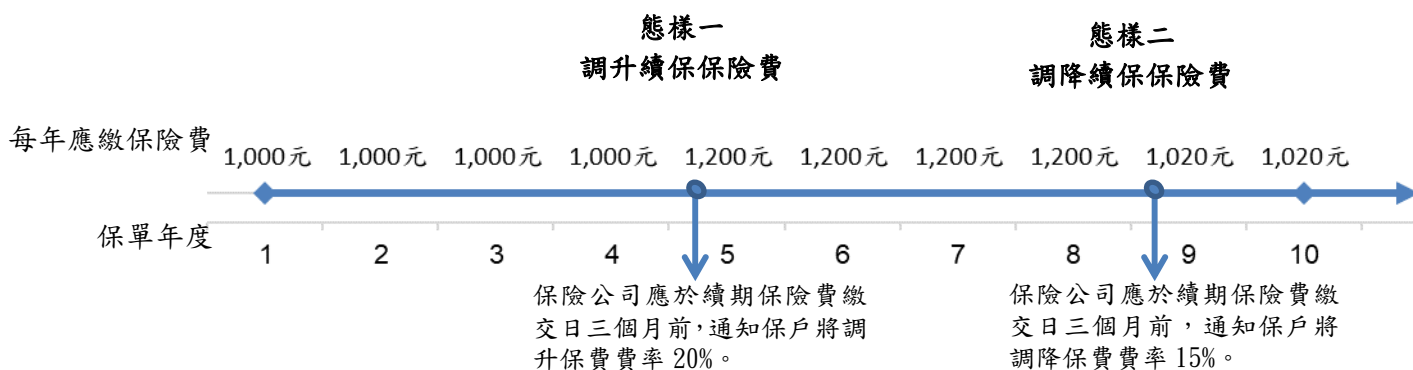 態樣一
調升續保保險費
態樣二
調降續保保險費
每年應繳保險費
1,000元 1,000元 1,000元 1,000元 1,200元 1,200元 1,200元 1,200元 1,020元 1,020元
保單年度
1 2 3 4 5 6 7 8 9 10
保險公司應於續期保險費繳
交日三個月前，通知保戶將調
升保費費率 20%。
保險公司應於續期保險費繳
交日三個月前，通知保戶將
調降保費費率 15%。